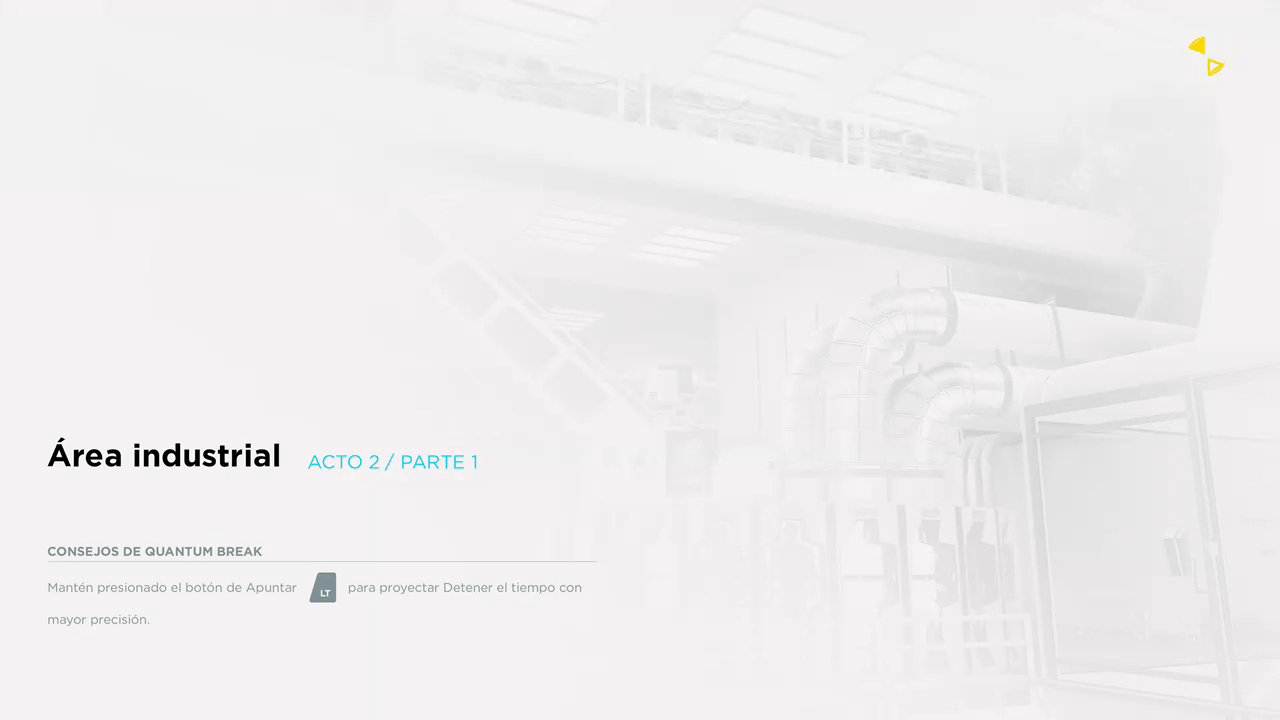 Área industrial ACTO 2 / PARTE 1
CONSEJOS DE QUANTUM BREAK
Mantén presionado el botón de Apuntar LT para proyectar Detener el tiempo con
mayor precisión.